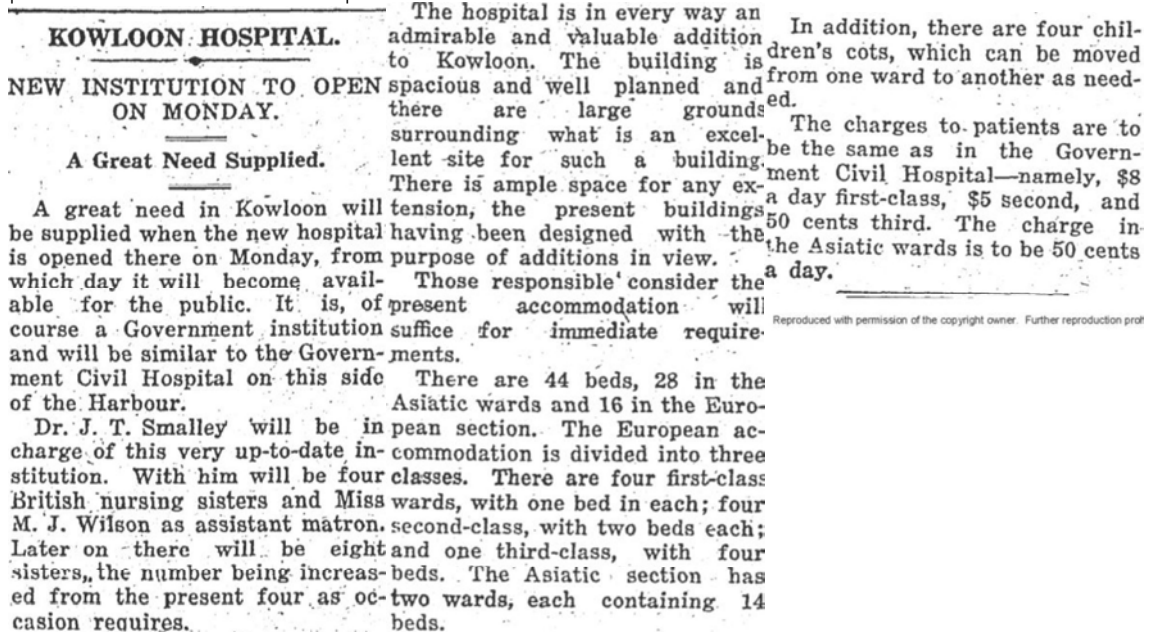 KOWLOON HOSPITAL.
NEW INSTITUTION TO OPEN
ON MONDAY.
A Great Need Supplied.
A great need in Kowloon will
be supplied when the new hospital
is opened there on Monday, from
which day it will become avail-
able for the public. It is, of
course a Government institution
and will be similar to the Govern-
ment Civil Hospital on this side
of the Harbour.
Dr. J. T. Smalley will be in
charge of this very up-to-date in-
stitution. With him will be four
British nursing sisters and Miss
M. J. Wilson as assistant matron.
Later on there will be eight
sisters, the number being increas-
ed from the present four as oc-
casion requires.
The hospital is in every way an
admirable and valuable addition
to Kowloon. The building is
spacious and well planned and
there are large grounds
surrounding what is an excel-
lent site for such a building.
There is ample space for any ex-
tension, the present buildings
having been designed with the
purpose of additions in view.
Those responsible consider the
present accommodation will
suffice for immediate require-
ments.
There are 44 beds, 28 in the
Asiatic wards and 16 in the Euro-
pean section. The European ac-
commodation is divided into three
classes. There are four first-class
wards, with one bed in each; four
second-class, with two beds each;
and one third-class, with four
beds. The Asiatic section has
two wards, each containing 14
beds.
In addition, there are four chil-
dren's cots, which can be moved
from one ward to another as need-
ed.
The charges to patients are to
be the same as in the Govern-
ment Civil Hospital—namely, $8
a day first-class, $5 second, and
50 cents third. The charge in
the Asiatic wards is to be 50 cents
a day.
Reproduced with permission of the copyright owner. Further reproduction proh